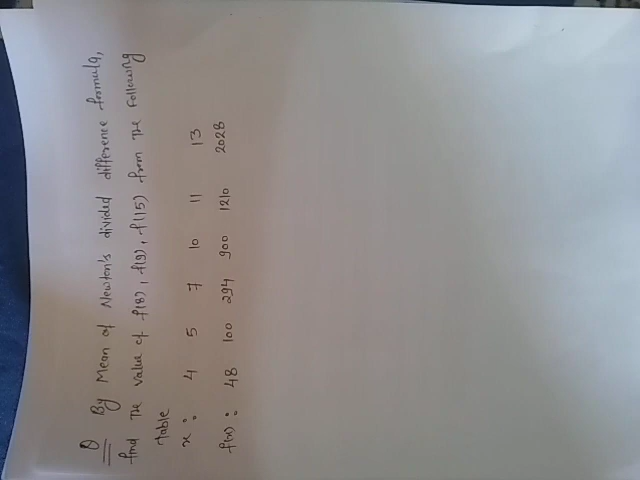 Q By Mean of Newton's divided difference formula,
find The value of f(8), f(9), f(15) from The Following
table
x : 4 5 7 10 11 13
f(x) : 48 100 294 900 1210 2028